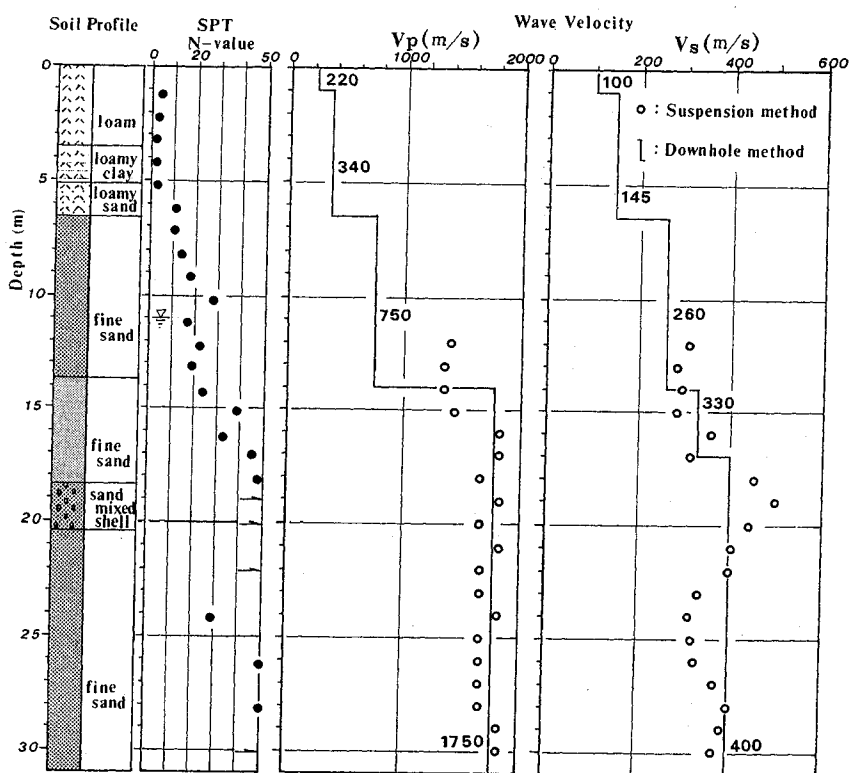 Soil Profile
SPT
N-value
0 20 50
Wave Velocity
Vp(m/s)
0 1000 2000
Vs(m/s)
0 200 400 600
Depth (m)
0
5
10
15
20
25
30
loam
loamy
clay
loamy
sand
fine
sand
fine
sand
sand
mixed
shell
fine
sand
220
340
750
1750
100
145
260
330
400
: Suspension method
: Downhole method